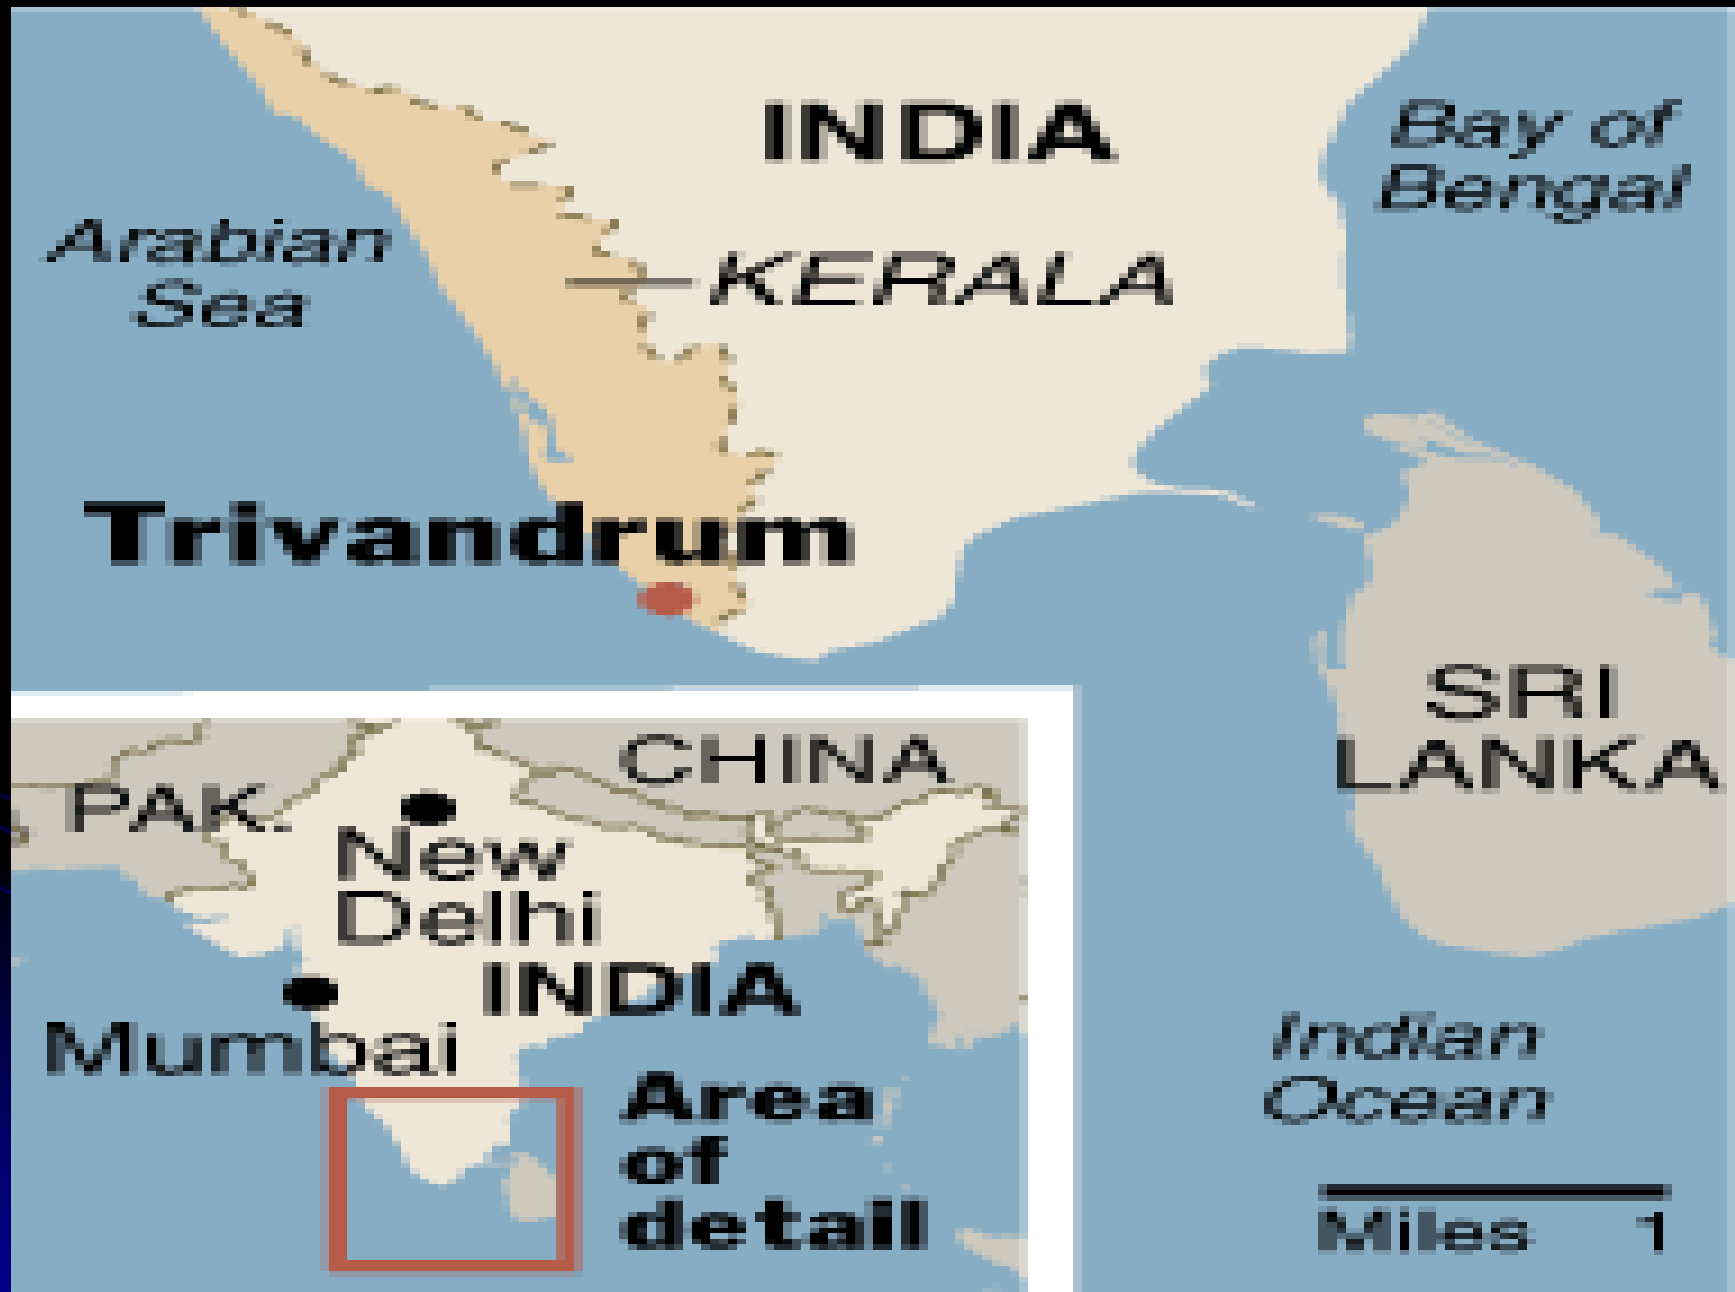 INDIA
Bay of
Bengal
Arabian
Sea
KERALA
Trivandrum
SRI
LANKA
CHINA
PAK.
New
Delhi
INDIA
Mumbai
Area
of
detail
Indian
Ocean
Miles 1